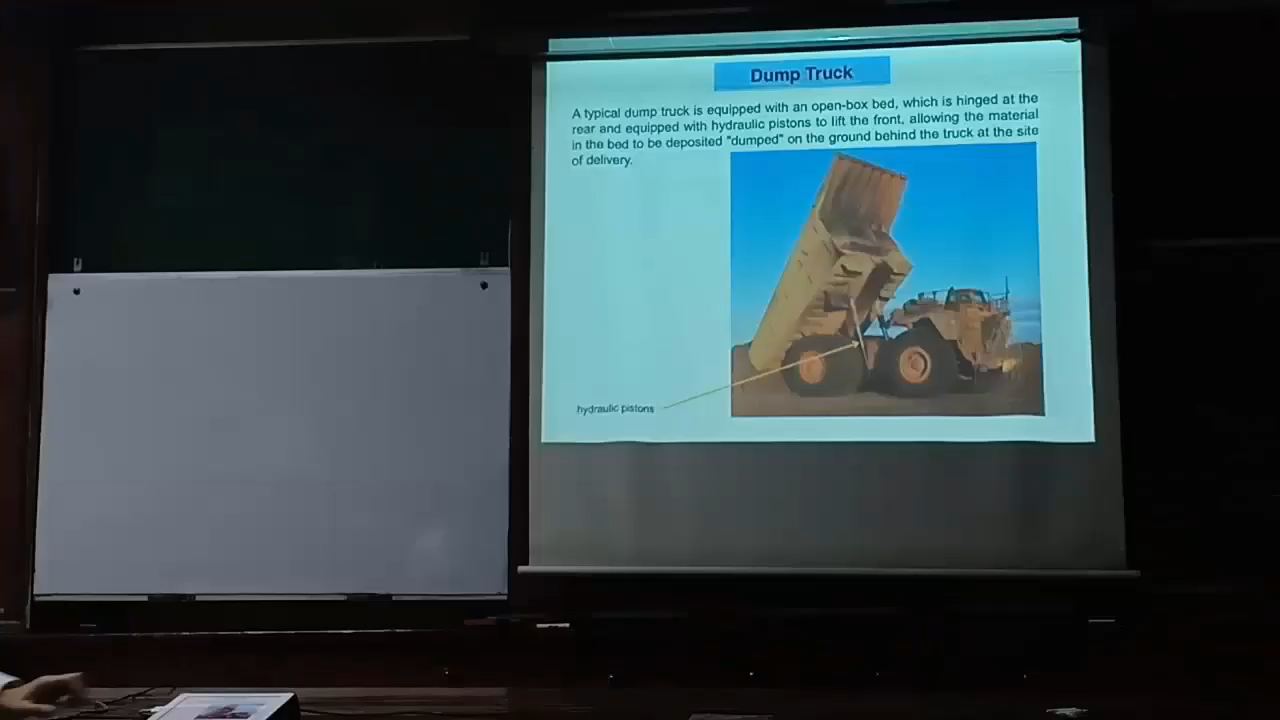 Dump Truck
A typical dump truck is equipped with an open-box bed, which is hinged at the
rear and equipped with hydraulic pistons to lift the front, allowing the material
in the bed to be deposited "dumped" on the ground behind the truck at the site
of delivery.
hydraulic pistons